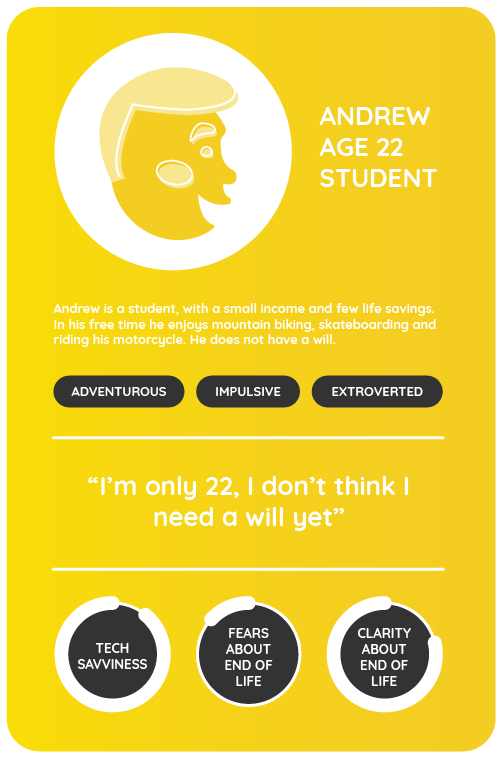 ANDREW
AGE 22
STUDENT
Andrew is a student, with a small income and few life savings.
In his free time he enjoys mountain biking, skateboarding and
riding his motorcycle. He does not have a will.
ADVENTUROUS
IMPULSIVE
EXTROVERTED
“I’m only 22, I don’t think I
need a will yet”
TECH
SAVVINESS
FEARS
ABOUT
END OF
LIFE
CLARITY
ABOUT
END OF
LIFE